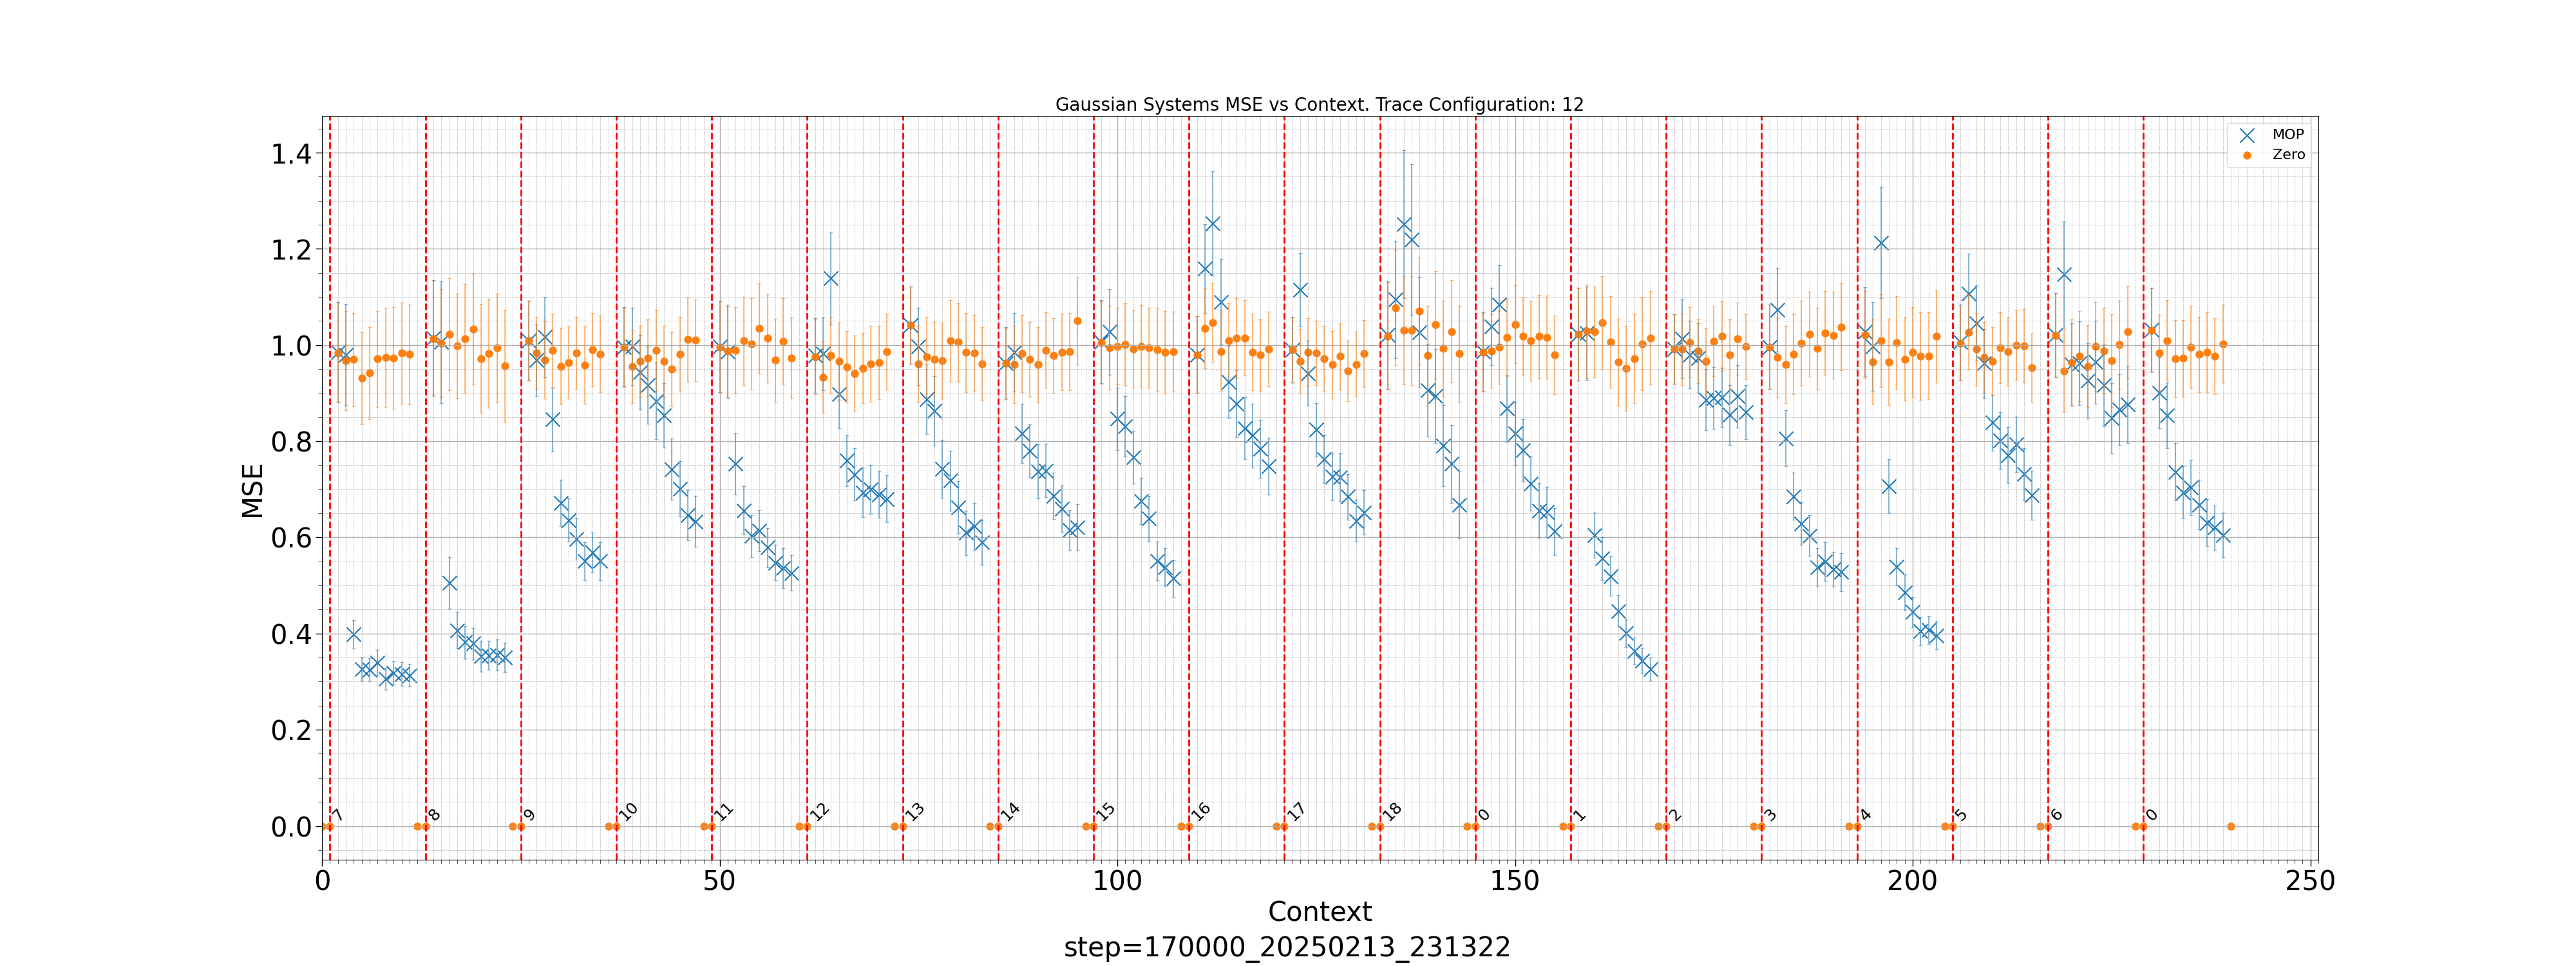 Gaussian Systems MSE vs Context. Trace Configuration: 12
MOP
Zero
1.4
1.2
1.0
0.8
0.6
0.4
0.2
0.0
MSE
7 8 9 10 11 12 13 14 15 16 17 18 0 1 2 3 4 5 6 0
0 50 100 150 200 250
Context
step=170000_20250213_231322